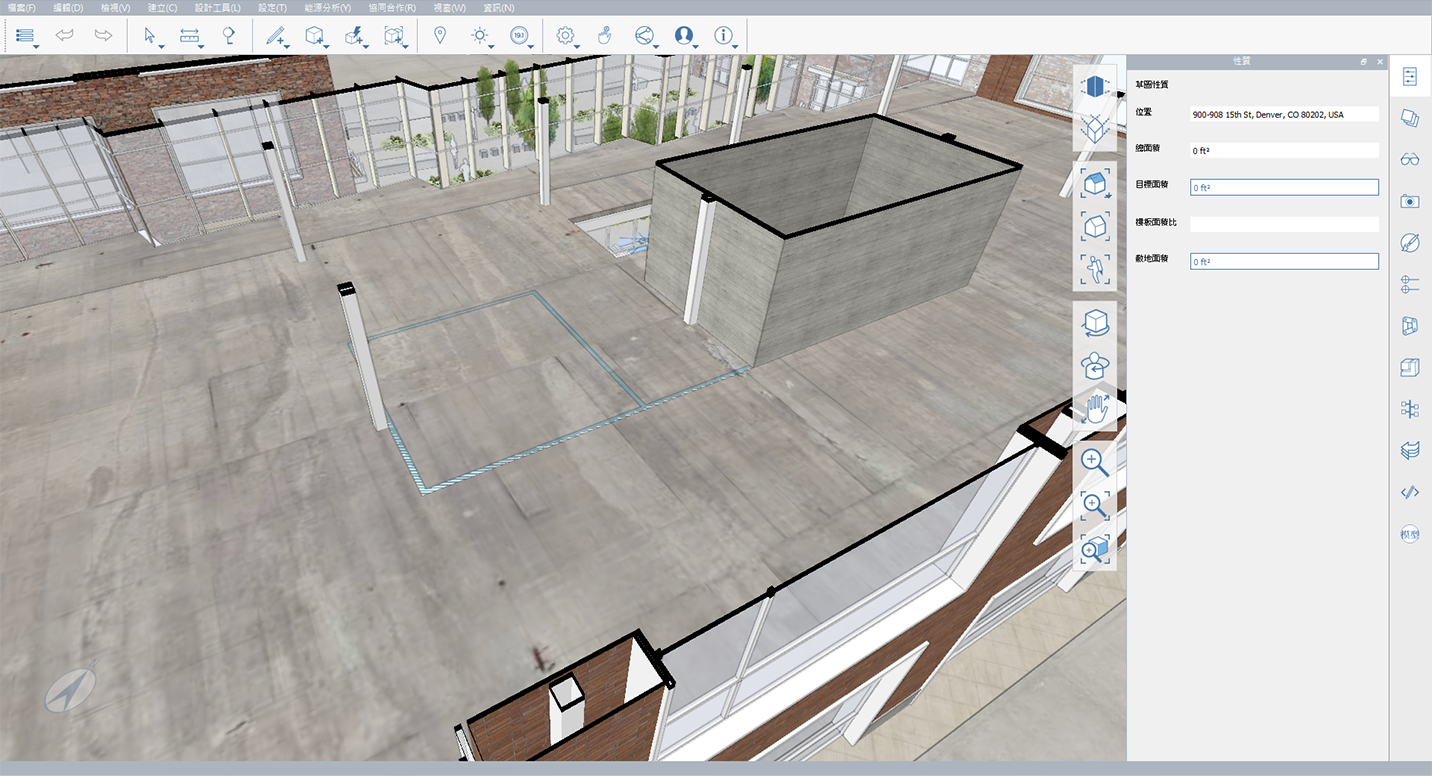 檔案(F) 編輯(D) 檢視(V) 建立(C) 設計工具(L) 設定(T) 能源分析(Y) 協同合作(R) 視窗(W) 資訊(N)
193
性質
草圖性質
位置 900-908 15th St, Denver, CO 80202, USA
總面積 0 ft²
目標面積 0 ft²
樓板面積比
敷地面積 0 ft²
模型